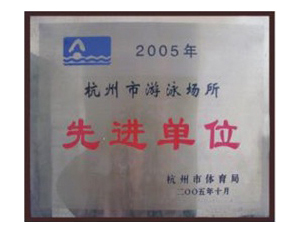 2005年
杭州市游泳场所
先进单位
杭州市体育局
二〇〇五年十月